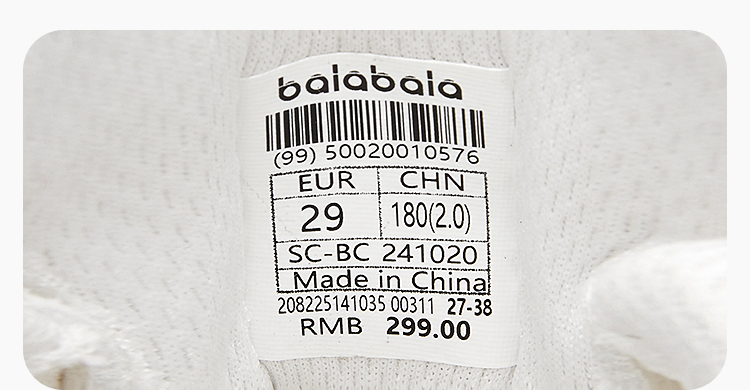 balabala
(99) 50020010576
EUR CHN
29 180(2.0)
SC-BC 241020
Made in China
208225141035 00311 27-38
RMB 299.00